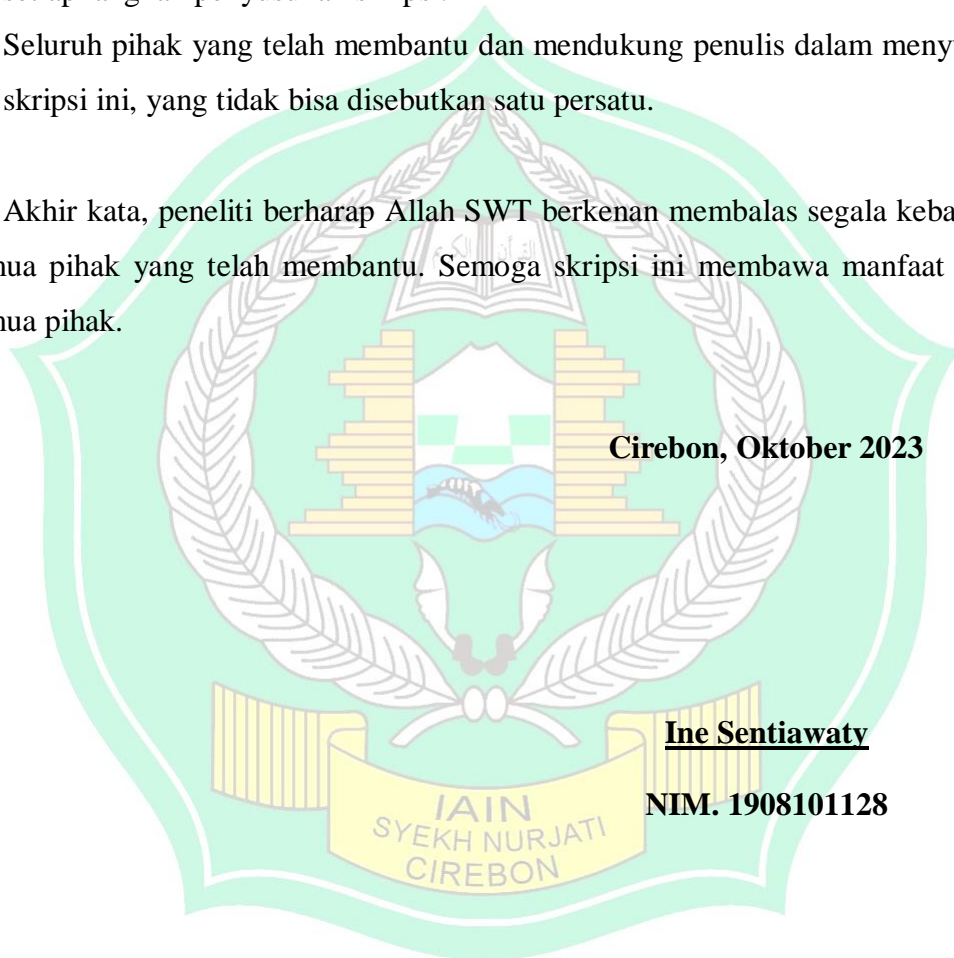 Seluruh pihak yang telah membantu dan mendukung penulis dalam
skripsi ini, yang tidak bisa disebutkan satu persatu.
Akhir kata, peneliti berharap Allah SWT berkenan membalas segala
pihak yang telah membantu. Semoga skripsi ini membawa manfaat
pihak.
القرآن الكريم
Cirebon, Oktober 2023
Ine Sentiawaty
NIM. 1908101128
IAIN
SYEKH NURJATI
CIREBON